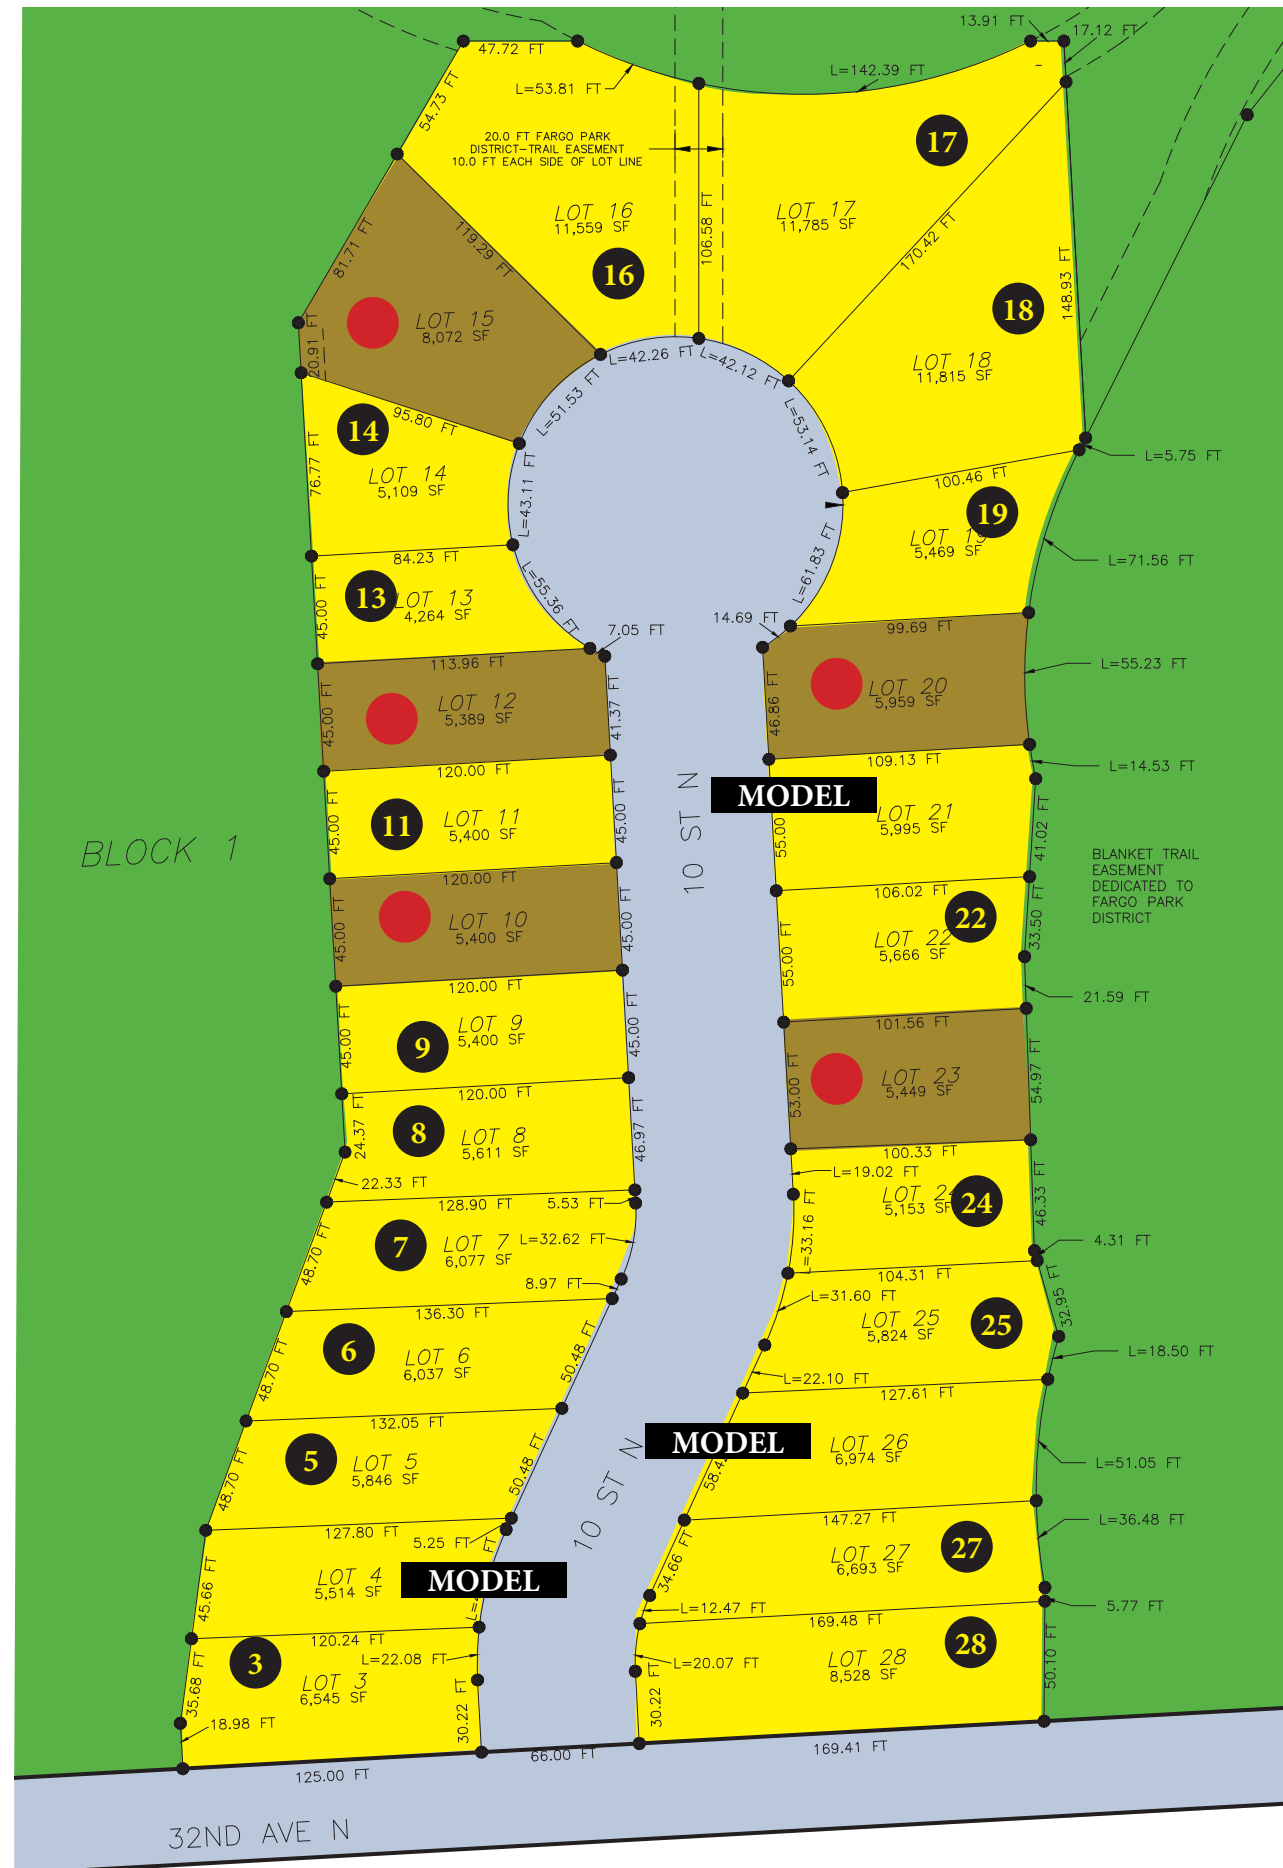 47.72 FT
13.91 FT
17.12 FT
54.73 FT
L=53.81 FT
L=142.39 FT
20.0 FT FARGO PARK
DISTRICT-TRAIL EASEMENT
10.0 FT EACH SIDE OF LOT LINE
17
LOT 16
11,559 SF
16
106.58 FT
LOT 17
11,785 SF
170.42 FT
148.93 FT
18
LOT 18
11,815 SF
81.71 FT
119.29 FT
LOT 15
8,072 SF
20.91 FT
L=51.53 FT
L=42.26 FT
L=42.12 FT
L=53.14 FT
95.80 FT
14
LOT 14
5,109 SF
76.77 FT
L=43.11 FT
L=5.75 FT
100.46 FT
19
LOT 19
5,469 SF
L=61.83 FT
L=71.56 FT
84.23 FT
13
LOT 13
4,264 SF
45.00 FT
L=55.36 FT
7.05 FT
14.69 FT
99.69 FT
113.96 FT
LOT 12
5,389 SF
45.00 FT
41.37 FT
46.86 FT
LOT 20
5,959 SF
L=55.23 FT
120.00 FT
109.13 FT
L=14.53 FT
11
LOT 11
5,400 SF
45.00 FT
45.00 FT
10 ST N
MODEL
55.00
LOT 21
5,995 SF
41.02 FT
BLOCK 1
BLANKET TRAIL
EASEMENT
DEDICATED TO
FARGO PARK
DISTRICT
120.00 FT
106.02 FT
LOT 10
5,400 SF
45.00 FT
45.00 FT
55.00 FT
22
LOT 22
5,666 SF
33.50 FT
21.59 FT
120.00 FT
101.56 FT
9
LOT 9
5,400 SF
45.00 FT
45.00 FT
53.00 FT
LOT 23
5,449 SF
54.97 FT
120.00 FT
8
LOT 8
5,611 SF
24.37 FT
46.97 FT
100.33 FT
L=19.02 FT
22.33 FT
LOT 24
5,153 SF
24
46.33 FT
L=33.16 FT
128.90 FT
5.53 FT
7
LOT 7
6,077 SF
L=32.62 FT
48.70 FT
8.97 FT
4.31 FT
104.31 FT
L=31.60 FT
LOT 25
5,824 SF
25
32.95 FT
136.30 FT
6
LOT 6
6,037 SF
48.70 FT
50.48 FT
L=18.50 FT
L=22.10 FT
127.61 FT
132.05 FT
5
LOT 5
5,846 SF
48.70 FT
50.48 FT
10 ST N
MODEL
58.4
LOT 26
6,974 SF
L=51.05 FT
127.80 FT
5.25 FT
147.27 FT
L=36.48 FT
LOT 4
5,514 SF
45.66 FT
FT
MODEL
L=
34.66 FT
LOT 27
6,693 SF
27
L=12.47 FT
5.77 FT
120.24 FT
169.48 FT
3
LOT 3
6,545 SF
35.68 FT
L=22.08 FT
L=20.07 FT
LOT 28
8,528 SF
28
50.10 FT
18.98 FT
30.22 FT
30.22 FT
125.00 FT
66.00 FT
169.41 FT
32ND AVE N